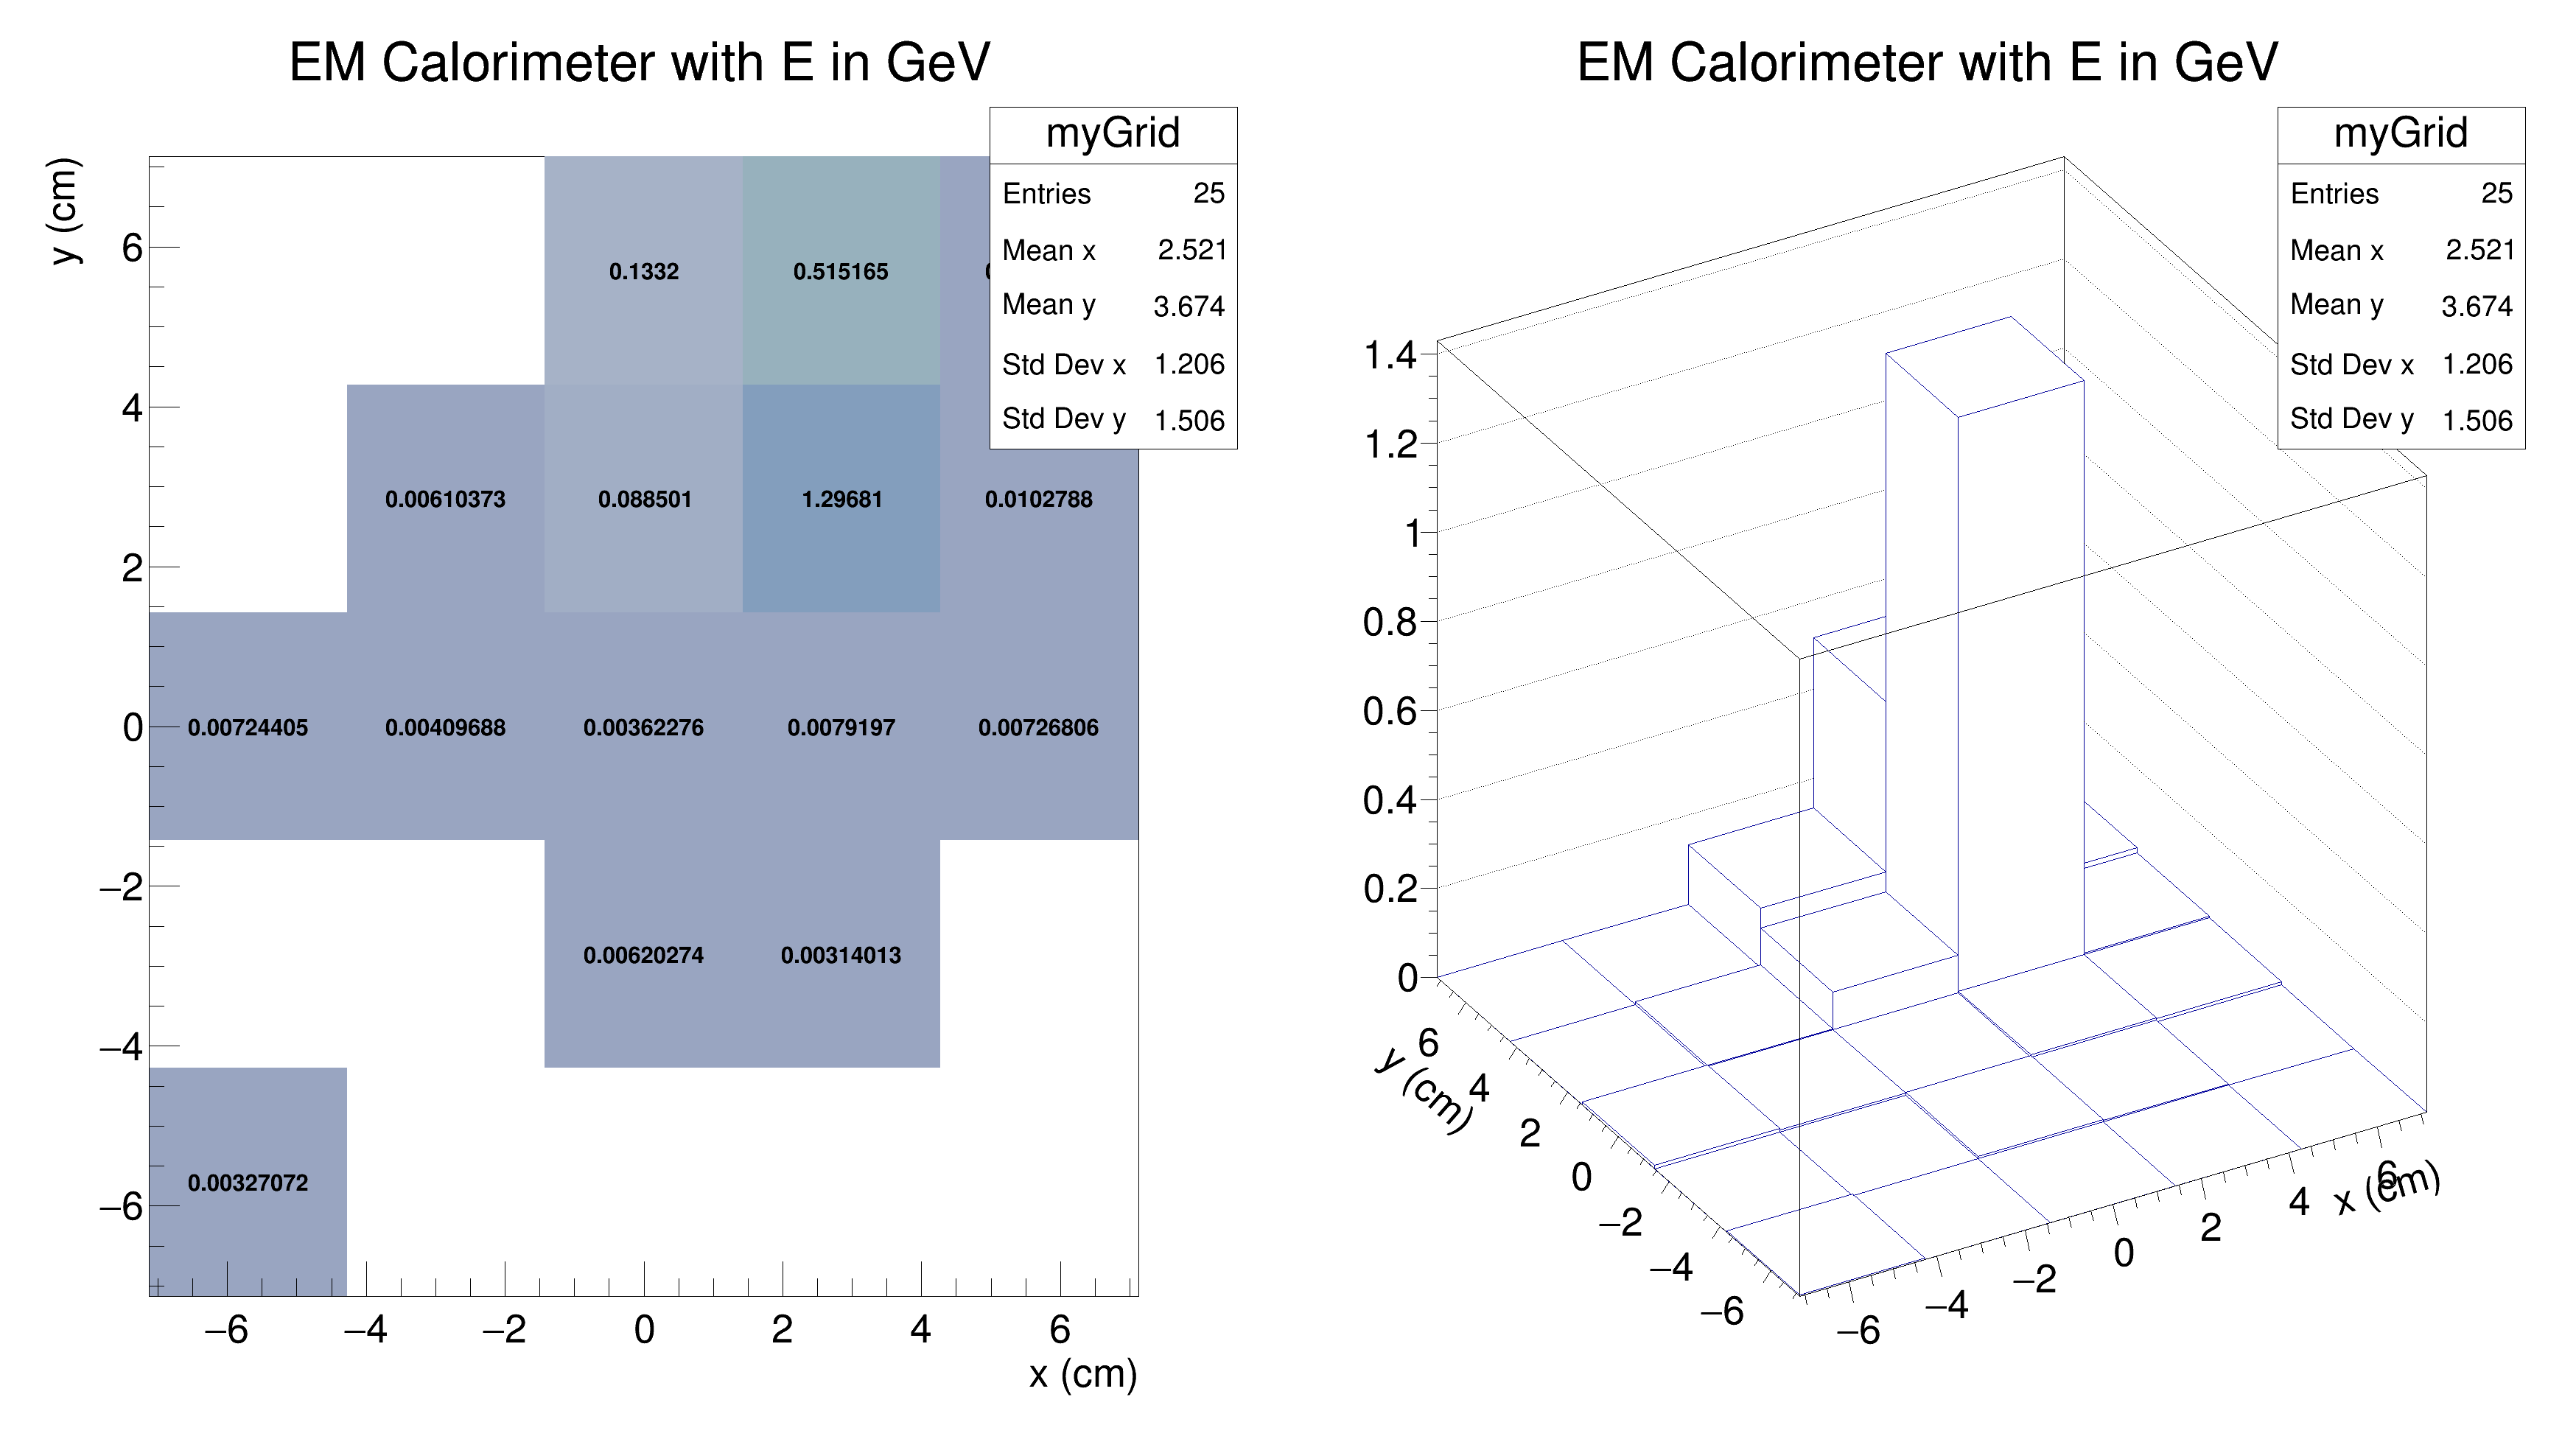 EM Calorimeter with E in GeV
myGrid
Entries 25
Mean x 2.521
Mean y 3.674
Std Dev x 1.206
Std Dev y 1.506
y (cm)
6
4
2
0
−2
−4
−6
0.1332 0.515165
0.00610373 0.088501 1.29681 0.0102788
0.00724405 0.00409688 0.00362276 0.0079197 0.00726806
0.00620274 0.00314013
0.00327072
−6 −4 −2 0 2 4 6
x (cm)
EM Calorimeter with E in GeV
myGrid
Entries 25
Mean x 2.521
Mean y 3.674
Std Dev x 1.206
Std Dev y 1.506
1.4
1.2
1
0.8
0.6
0.4
0.2
0
6
4
2
0
−2
−4
−6
y (cm)
−6 −4 −2 0 2 4 6
x (cm)